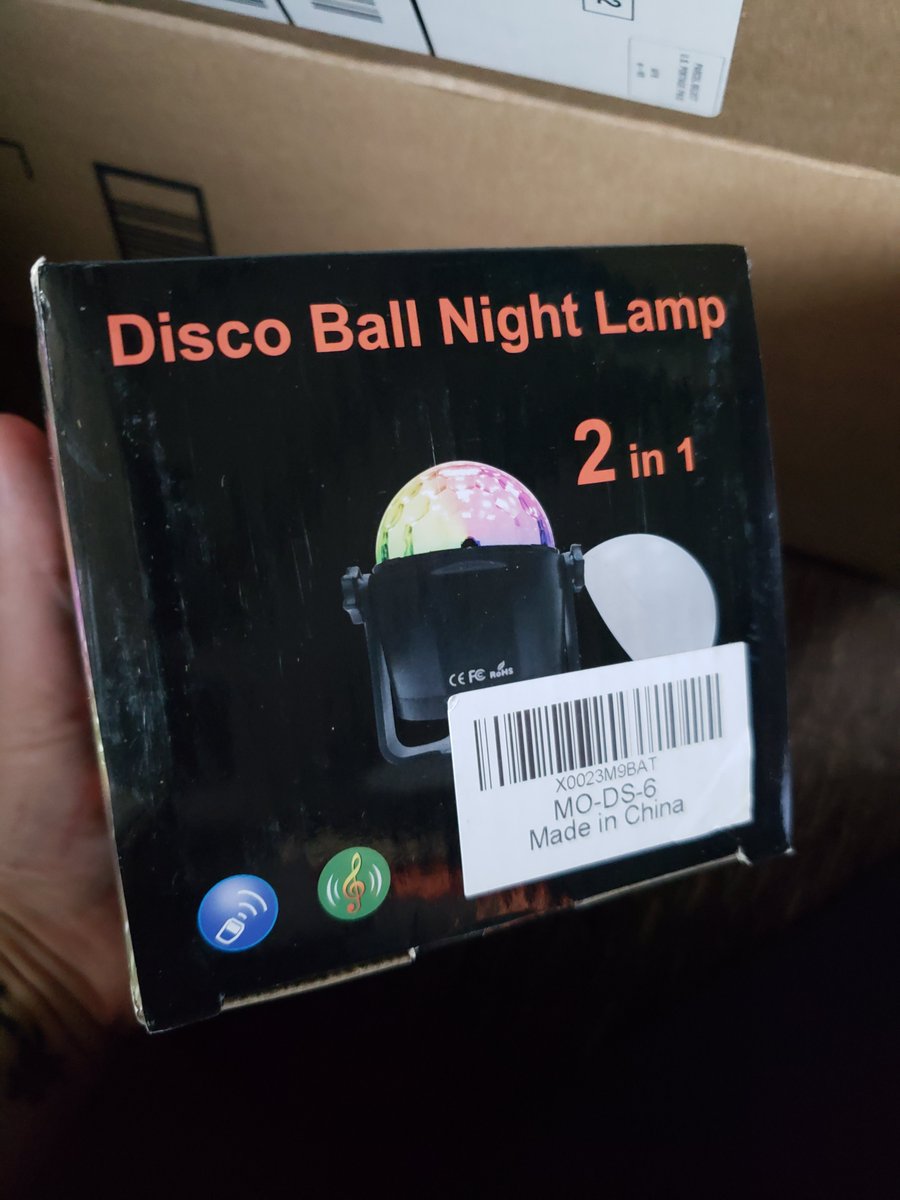 Disco Ball Night Lamp
2 in 1
CE FC RoHS
X0023M9BAT
MO-DS-6
Made in China